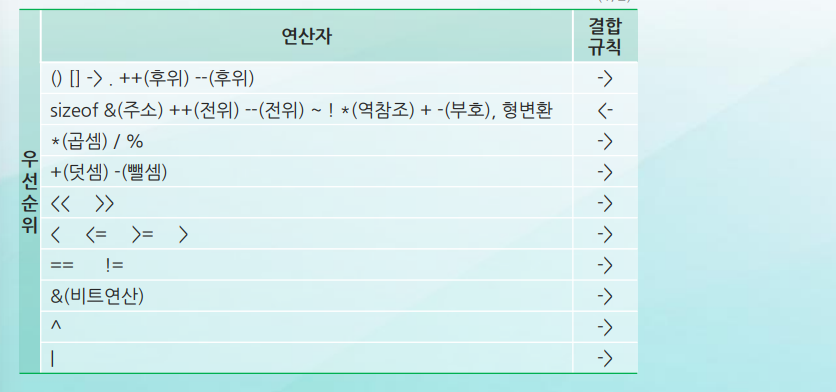 연산자 결합 규칙
우선순위
() [] -> . ++(후위) --(후위) ->
sizeof &(주소) ++(전위) --(전위) ~ ! *(역참조) + -(부호), 형변환 <-
*(곱셈) / % ->
+(덧셈) -(뺄셈) ->
<< >> ->
< <= >= > ->
== != ->
&(비트연산) ->
^ ->
| ->